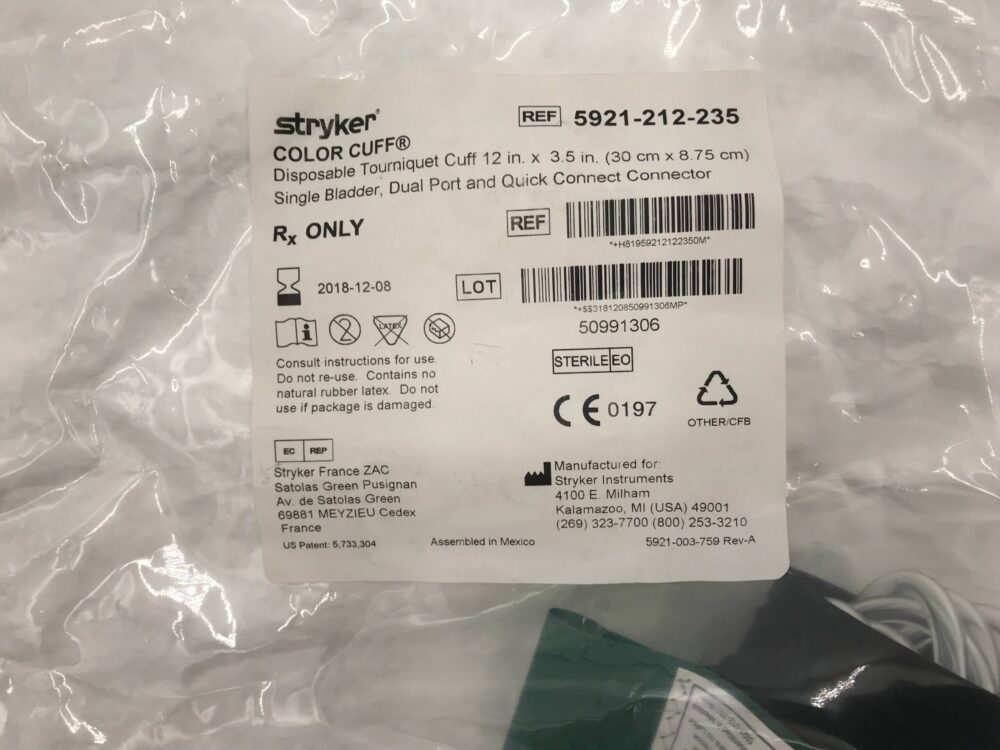 stryker®
REF 5921-212-235
COLOR CUFF®
Disposable Tourniquet Cuff 12 in. x 3.5 in. (30 cm x 8.75 cm)
Single Bladder, Dual Port and Quick Connect Connector
Rx ONLY
REF
*+H81959212122350M*
2018-12-08
LOT
*+$$318120850991306MP*
50991306
LATEX
Consult instructions for use.
Do not re-use. Contains no
natural rubber latex. Do not
use if package is damaged.
STERILE EO
CE 0197
OTHER/CFB
EC REP
Stryker France ZAC
Satolas Green Pusignan
Av. de Satolas Green
69881 MEYZIEU Cedex
France
Manufactured for:
Stryker Instruments
4100 E. Milham
Kalamazoo, MI (USA) 49001
(269) 323-7700 (800) 253-3210
US Patent: 5,733,304
Assembled in Mexico
5921-003-759 Rev-A